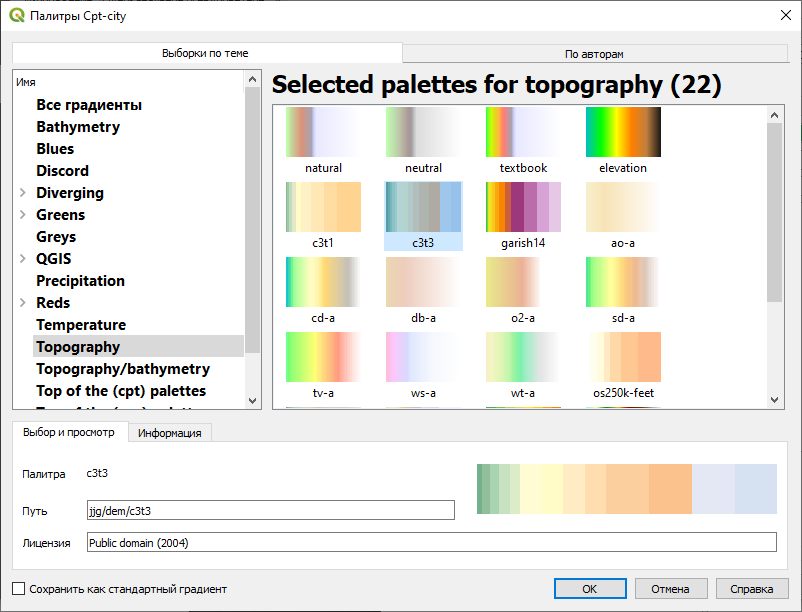 Палитры Cpt-city
Выборки по теме
По авторам
Имя
Все градиенты
Bathymetry
Blues
Discord
Diverging
Greens
Greys
QGIS
Precipitation
Reds
Temperature
Topography
Topography/bathymetry
Top of the (cpt) palettes
Selected palettes for topography (22)
natural neutral textbook elevation
c3t1 c3t3 garish14 ao-a
cd-a db-a o2-a sd-a
tv-a ws-a wt-a os250k-feet
Выбор и просмотр
Информация
Палитра c3t3
Путь jjg/dem/c3t3
Лицензия Public domain (2004)
Сохранить как стандартный градиент
OK
Отмена
Справка